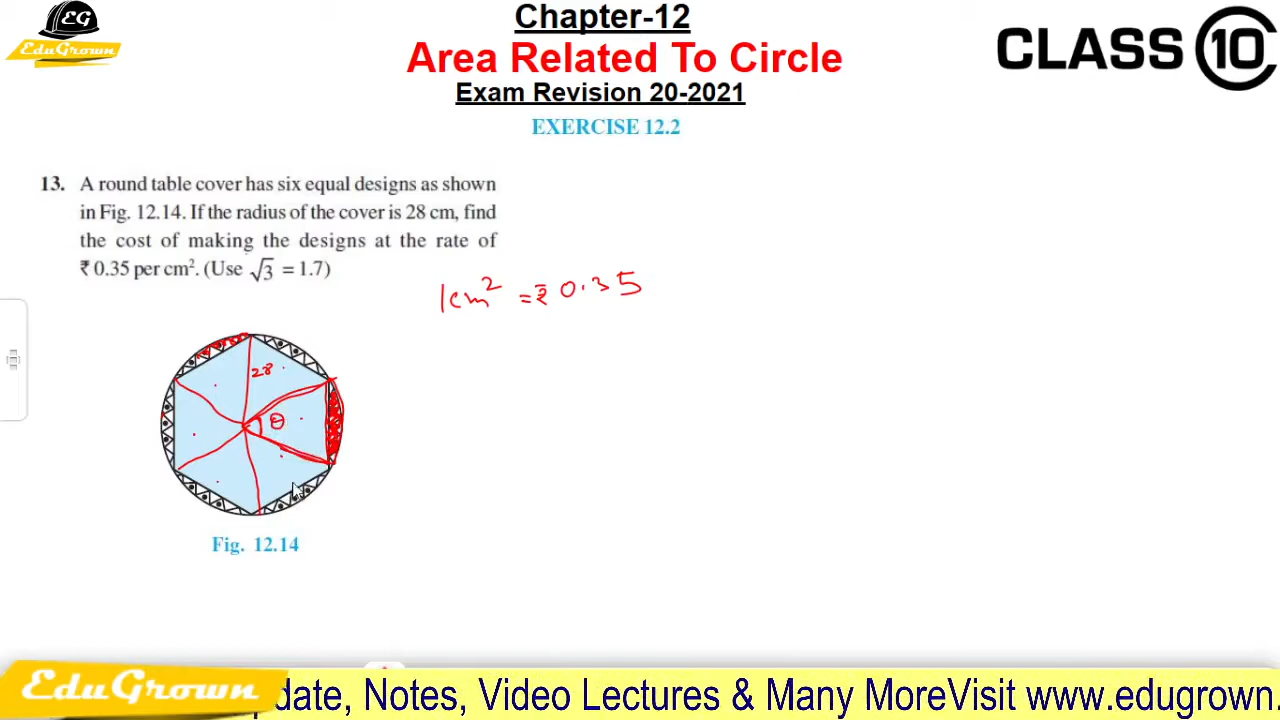 EG
EduGrown
Chapter-12
Area Related To Circle
Exam Revision 20-2021
CLASS 10
EXERCISE 12.2
13. A round table cover has six equal designs as shown
in Fig. 12.14. If the radius of the cover is 28 cm, find
the cost of making the designs at the rate of
₹ 0.35 per cm². (Use √3 = 1.7)
1cm² = ₹ 0.35
28
θ
Fig. 12.14
EduGrown
date, Notes, Video Lectures & Many MoreVisit www.edugrown.